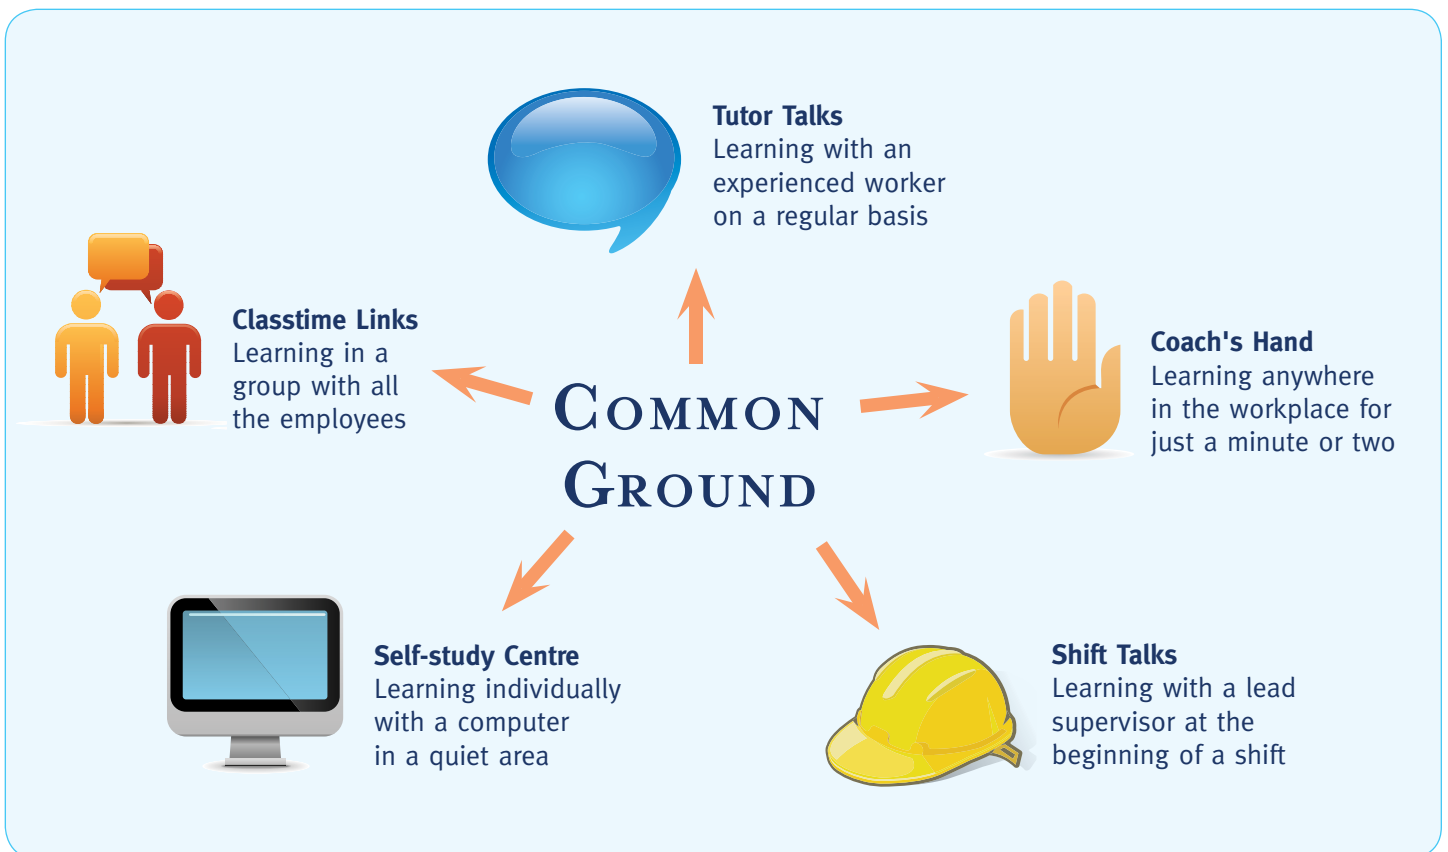 Tutor Talks
Learning with an
experienced worker
on a regular basis
Classtime Links
Learning in a
group with all
the employees
Coach's Hand
Learning anywhere
in the workplace for
just a minute or two
COMMON
GROUND
Self-study Centre
Learning individually
with a computer
in a quiet area
Shift Talks
Learning with a lead
supervisor at the
beginning of a shift